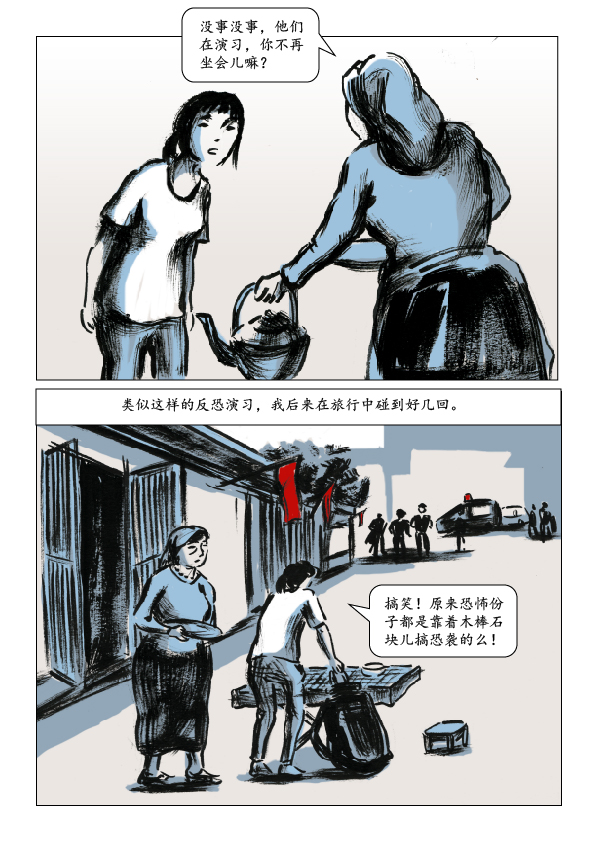 没事没事，他们
在演习，你不再
坐会儿嘛？
类似这样的反恐演习，我后来在旅行中碰到好几回。
搞笑！原来恐怖份
子都是靠着木棒石
块儿搞恐袭的么！